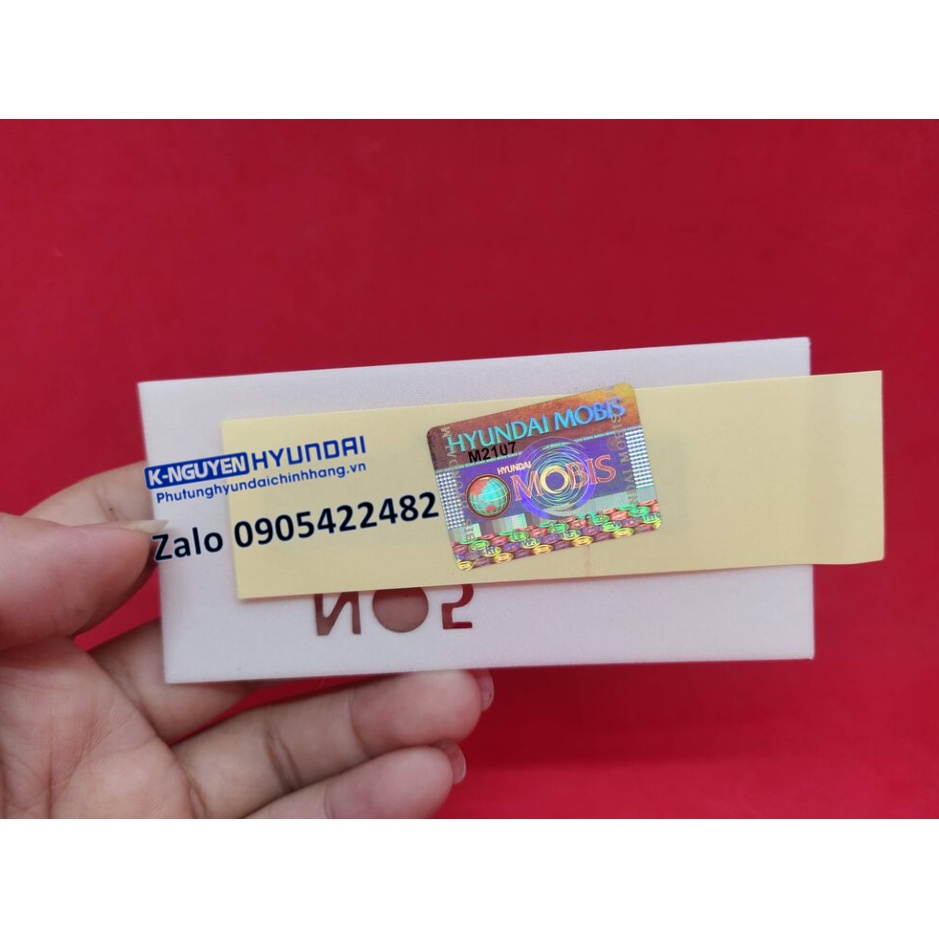 HYUNDAI MOBIS
M2107
HYUNDAI
MOBIS
K-NGUYEN HYUNDAI
Phutunghyundaichinhhang.vn
Zalo 0905422482